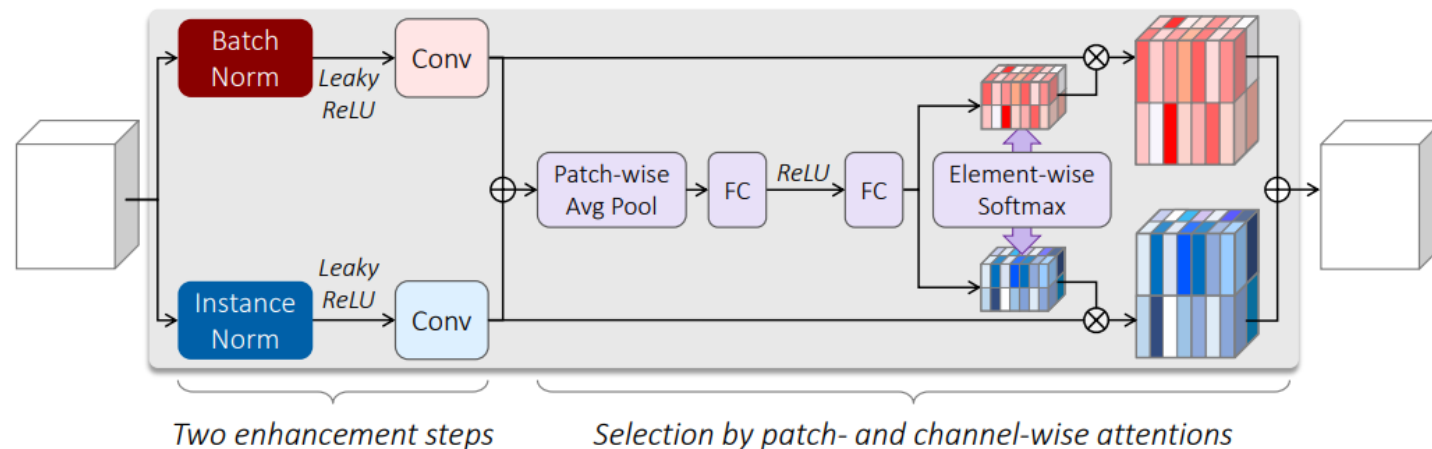 Batch
Norm
Leaky
ReLU
Conv
Patch-wise
Avg Pool
FC
ReLU
FC
Element-wise
Softmax
Instance
Norm
Leaky
ReLU
Conv
Two enhancement steps
Selection by patch- and channel-wise attentions